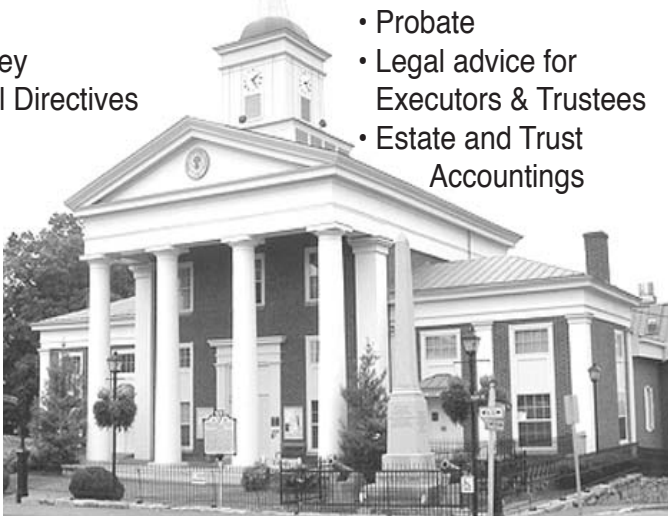 ey
l Directives
• Probate
• Legal advice for
Executors & Trustees
• Estate and Trust
Accountings